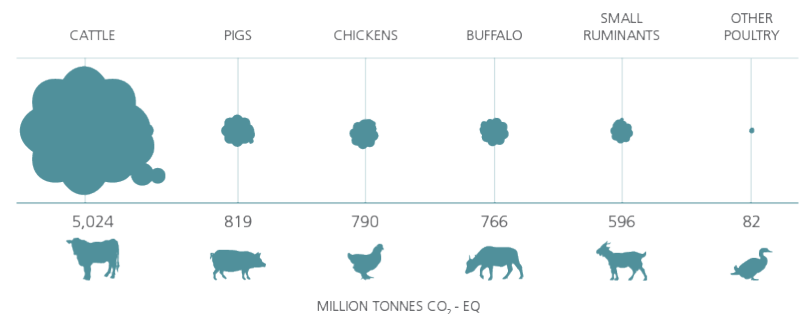 CATTLE
PIGS
CHICKENS
BUFFALO
SMALL
RUMINANTS
OTHER
POULTRY
5,024
819
790
766
596
82
MILLION TONNES CO₂ - EQ